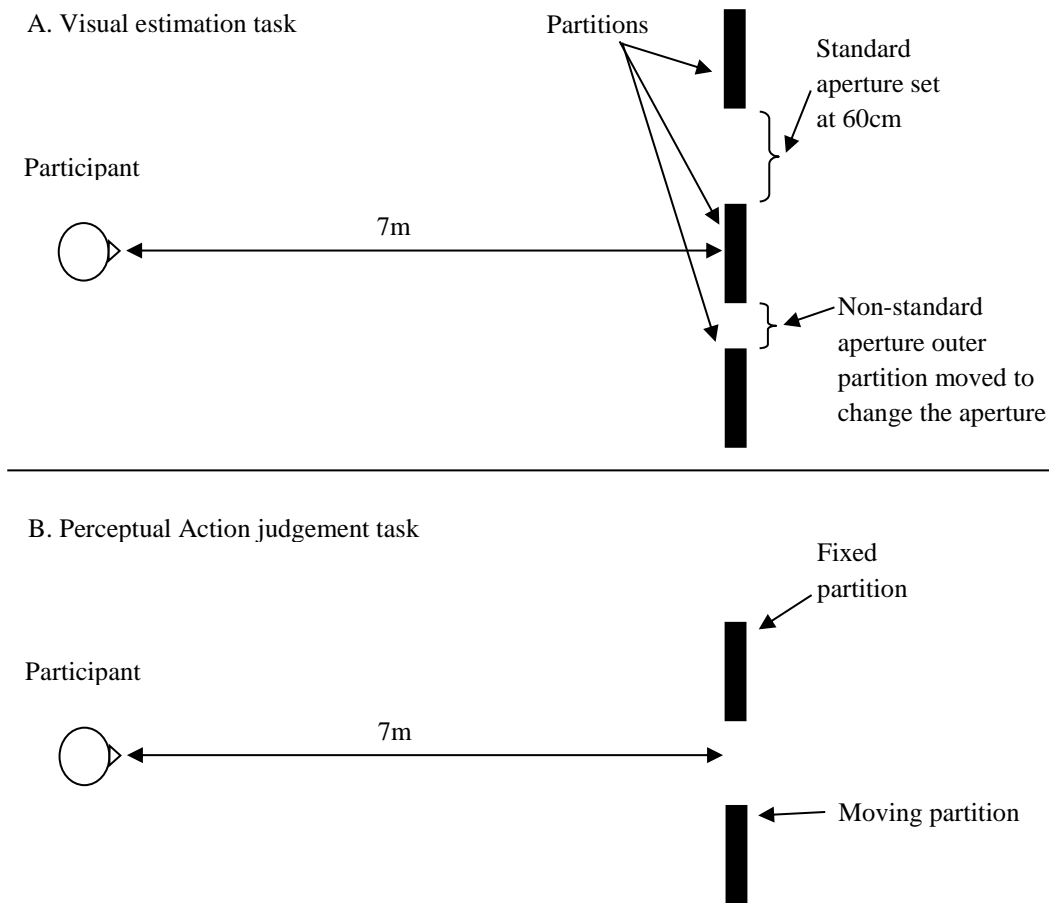 A. Visual estimation task
Partitions
Standard
aperture set
at 60cm
Participant
7m
Non-standard
aperture outer
partition moved to
change the aperture
B. Perceptual Action judgement task
Fixed
partition
Participant
7m
Moving partition